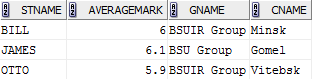 STNAME AVERAGEMARK GNAME CNAME
BILL 6 BSUIR Group Minsk
JAMES 6.1 BSU Group Gomel
OTTO 5.9 BSUIR Group Vitebsk